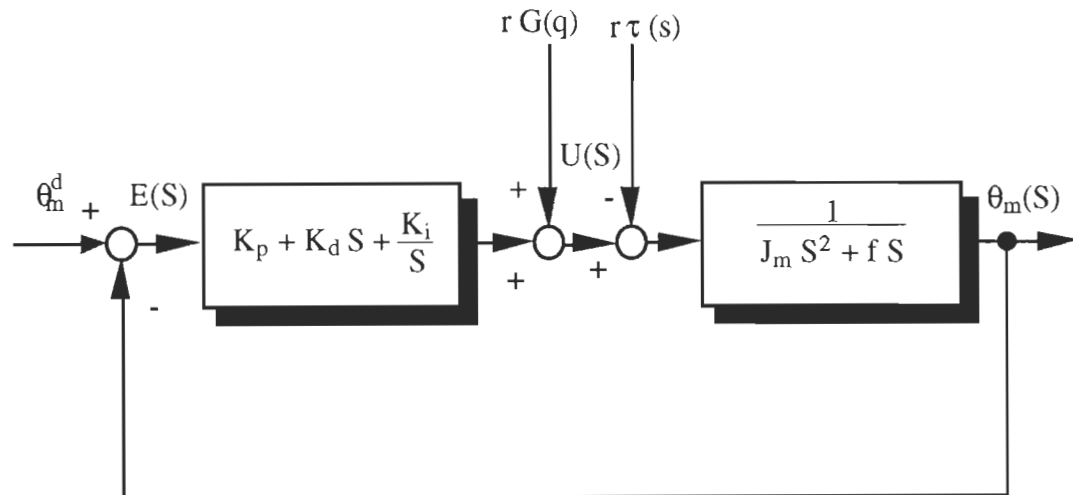 r G(q)
r τ (s)
U(S)
θ_m^d
+
E(S)
-
K_p + K_d S + K_i / S
+
+
+
-
1 / (J_m S^2 + f S)
θ_m(S)